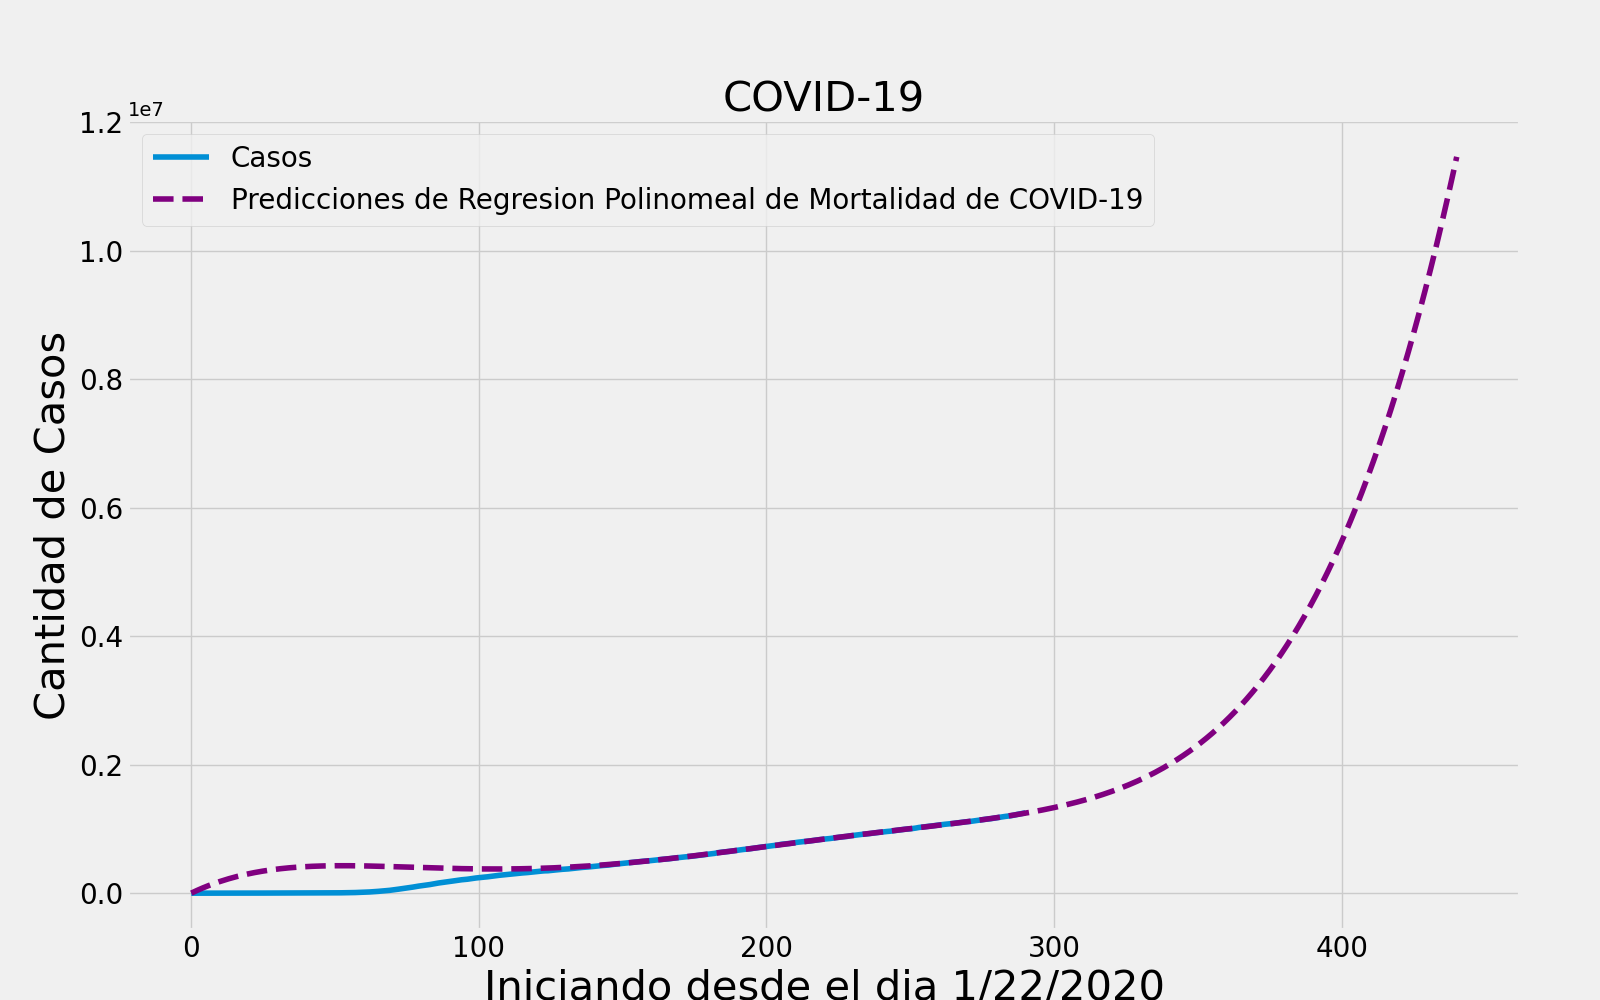 COVID-19
1e7
Casos
Predicciones de Regresion Polinomeal de Mortalidad de COVID-19
1.2
1.0
0.8
0.6
0.4
0.2
0.0
Cantidad de Casos
0 100 200 300 400
Iniciando desde el dia 1/22/2020